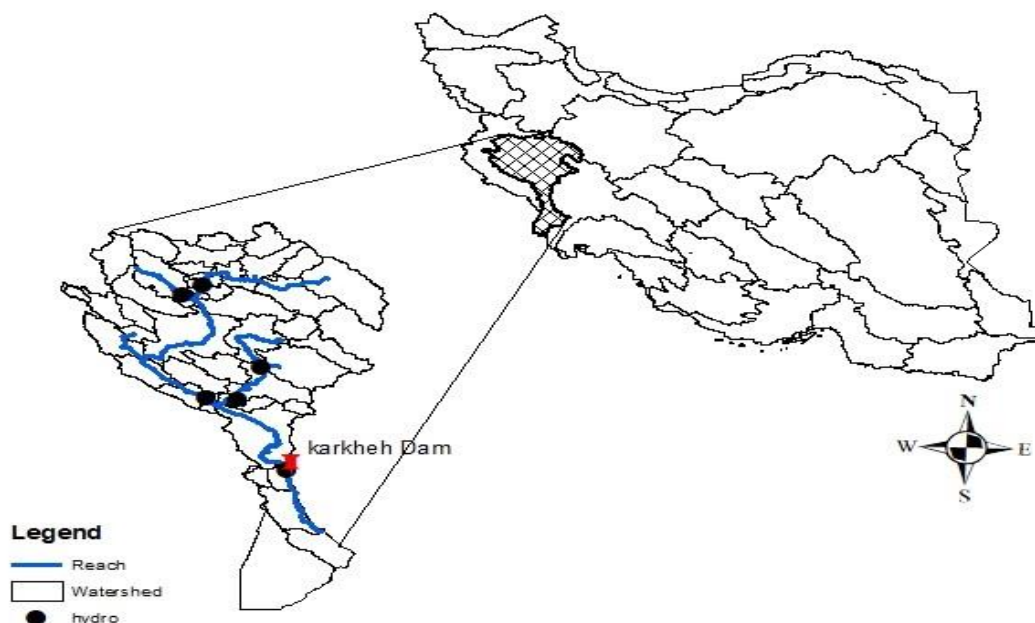 karkheh Dam
N
W E
S
Legend
Reach
Watershed
hydro